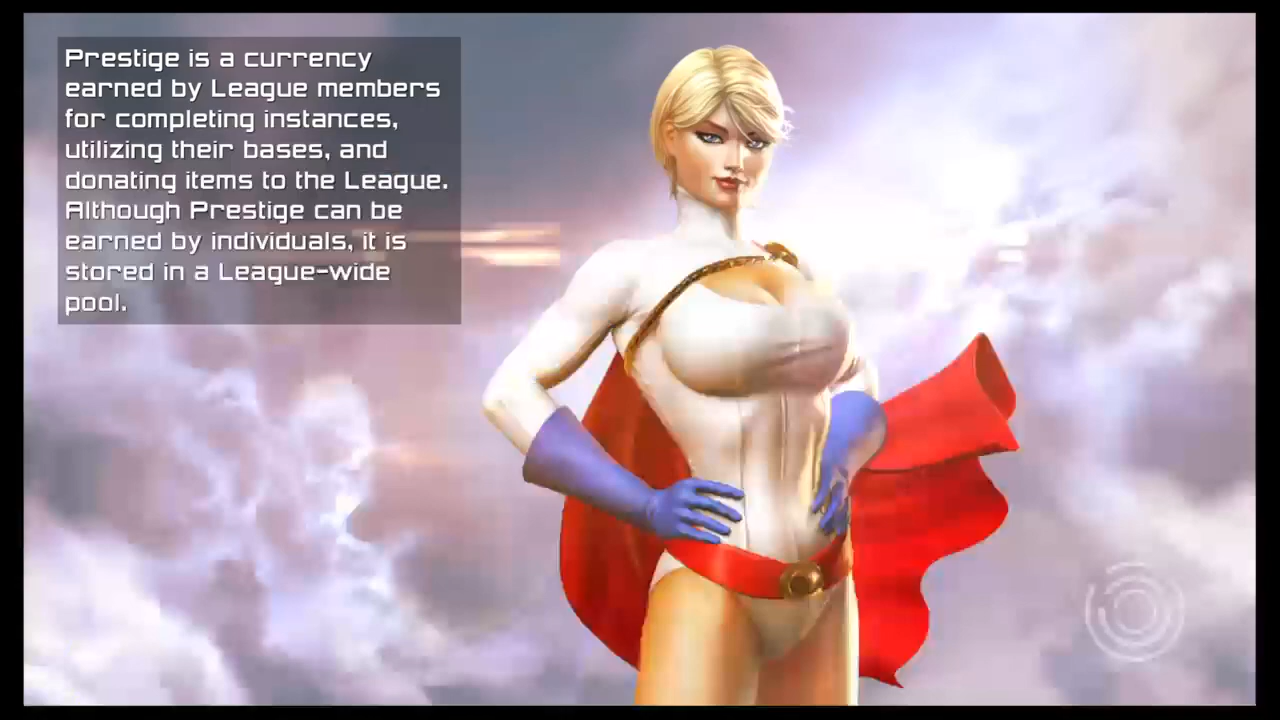 Prestige is a currency
earned by League members
for completing instances,
utilizing their bases, and
donating items to the League.
Although Prestige can be
earned by individuals, it is
stored in a League-wide
pool.